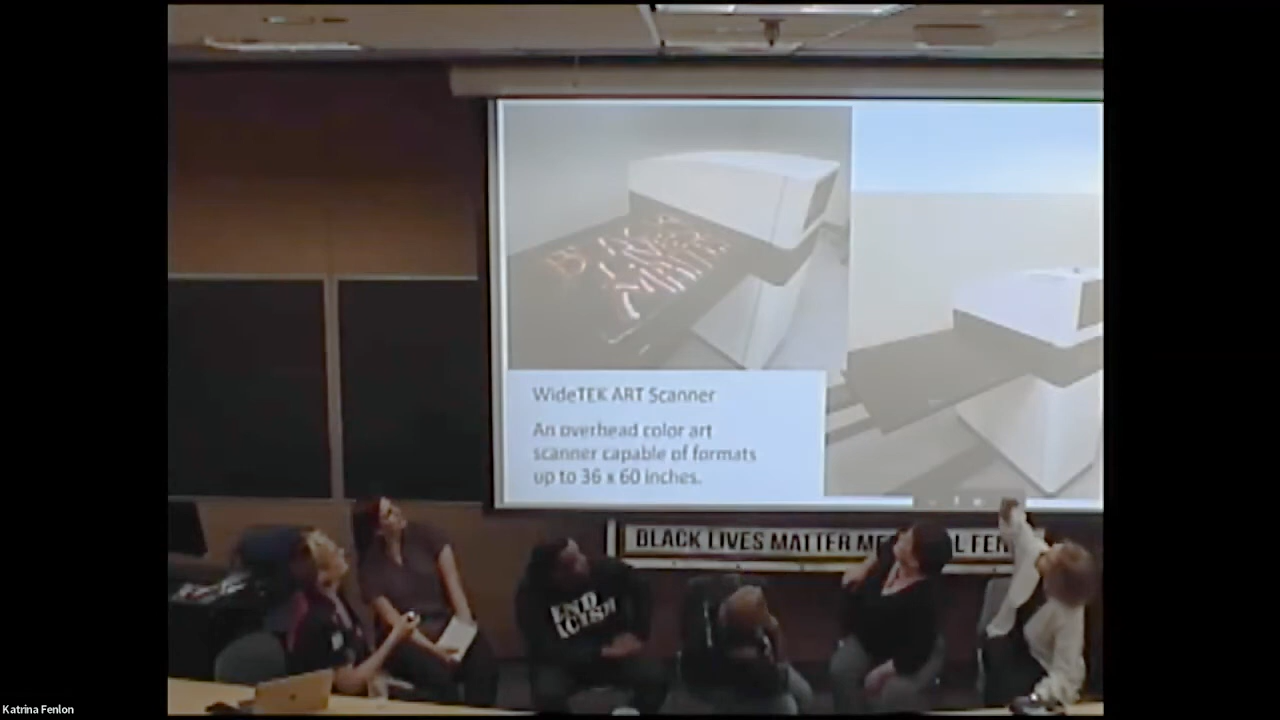 WideTEK ART Scanner
An overhead color art
scanner capable of formats
up to 36 x 60 inches.
BLACK LIVES MATTER
END
Katrina Fenlon